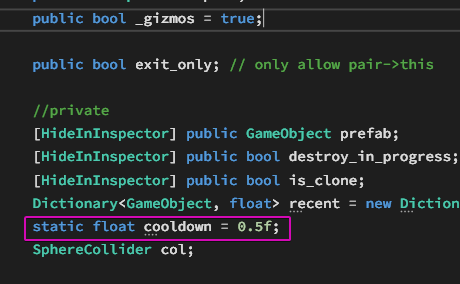 public bool _gizmos = true;
public bool exit_only; // only allow pair->this
//private
[HideInInspector] public GameObject prefab;
[HideInInspector] public bool destroy_in_progress;
[HideInInspector] public bool is_clone;
Dictionary<GameObject, float> recent = new Diction
static float cooldown = 0.5f;
SphereCollider col;